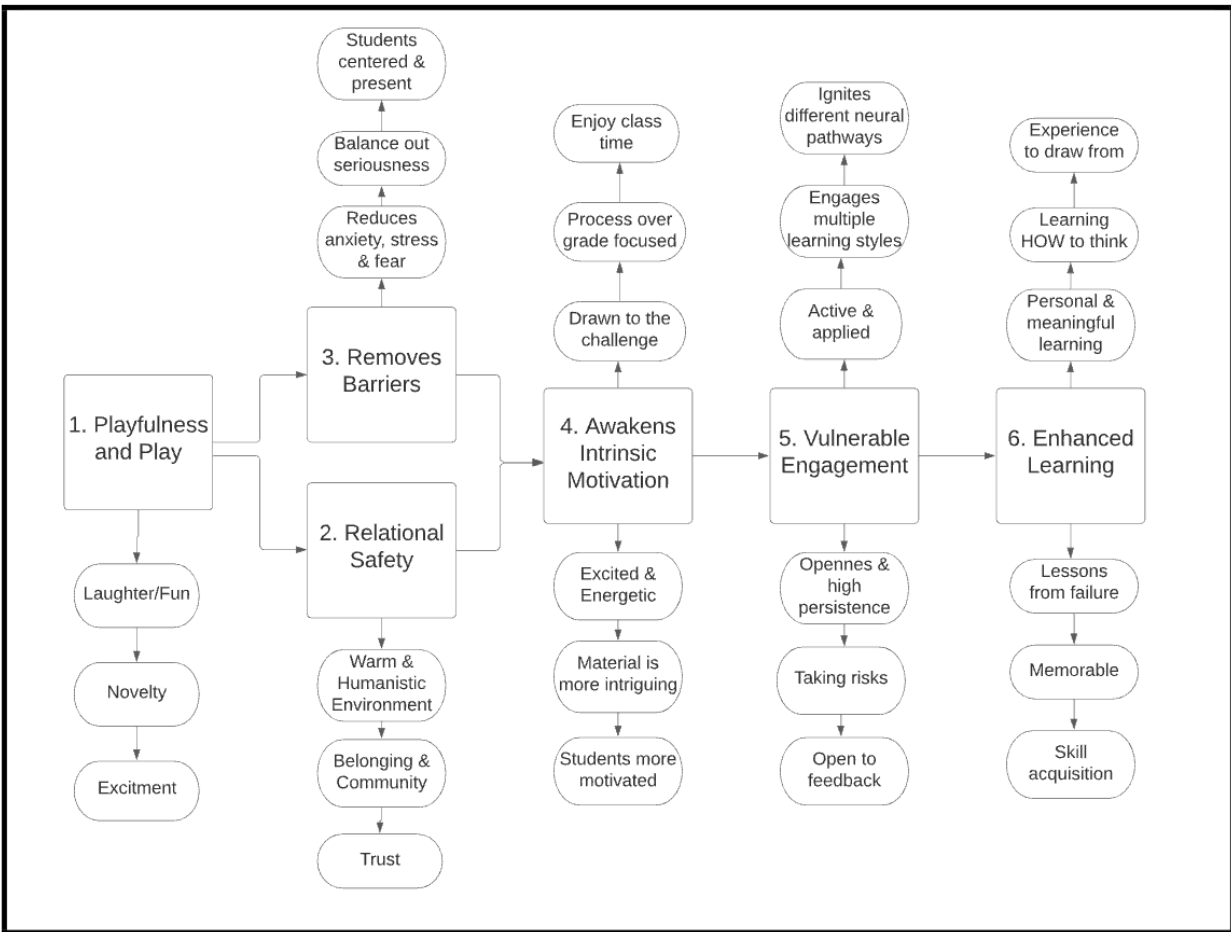 Students
centered &
present
Balance out
seriousness
Reduces
anxiety, stress
& fear
3. Removes
Barriers
1. Playfulness
and Play
Laughter/Fun
Novelty
Excitment
2. Relational
Safety
Warm &
Humanistic
Environment
Belonging &
Community
Trust
Enjoy class
time
Process over
grade focused
Drawn to the
challenge
4. Awakens
Intrinsic
Motivation
Excited &
Energetic
Material is
more intriguing
Students more
motivated
Ignites
different neural
pathways
Engages
multiple
learning styles
Active &
applied
5. Vulnerable
Engagement
Opennes &
high
persistence
Taking risks
Open to
feedback
Experience
to draw from
Learning
HOW to think
Personal &
meaningful
learning
6. Enhanced
Learning
Lessons
from failure
Memorable
Skill
acquisition